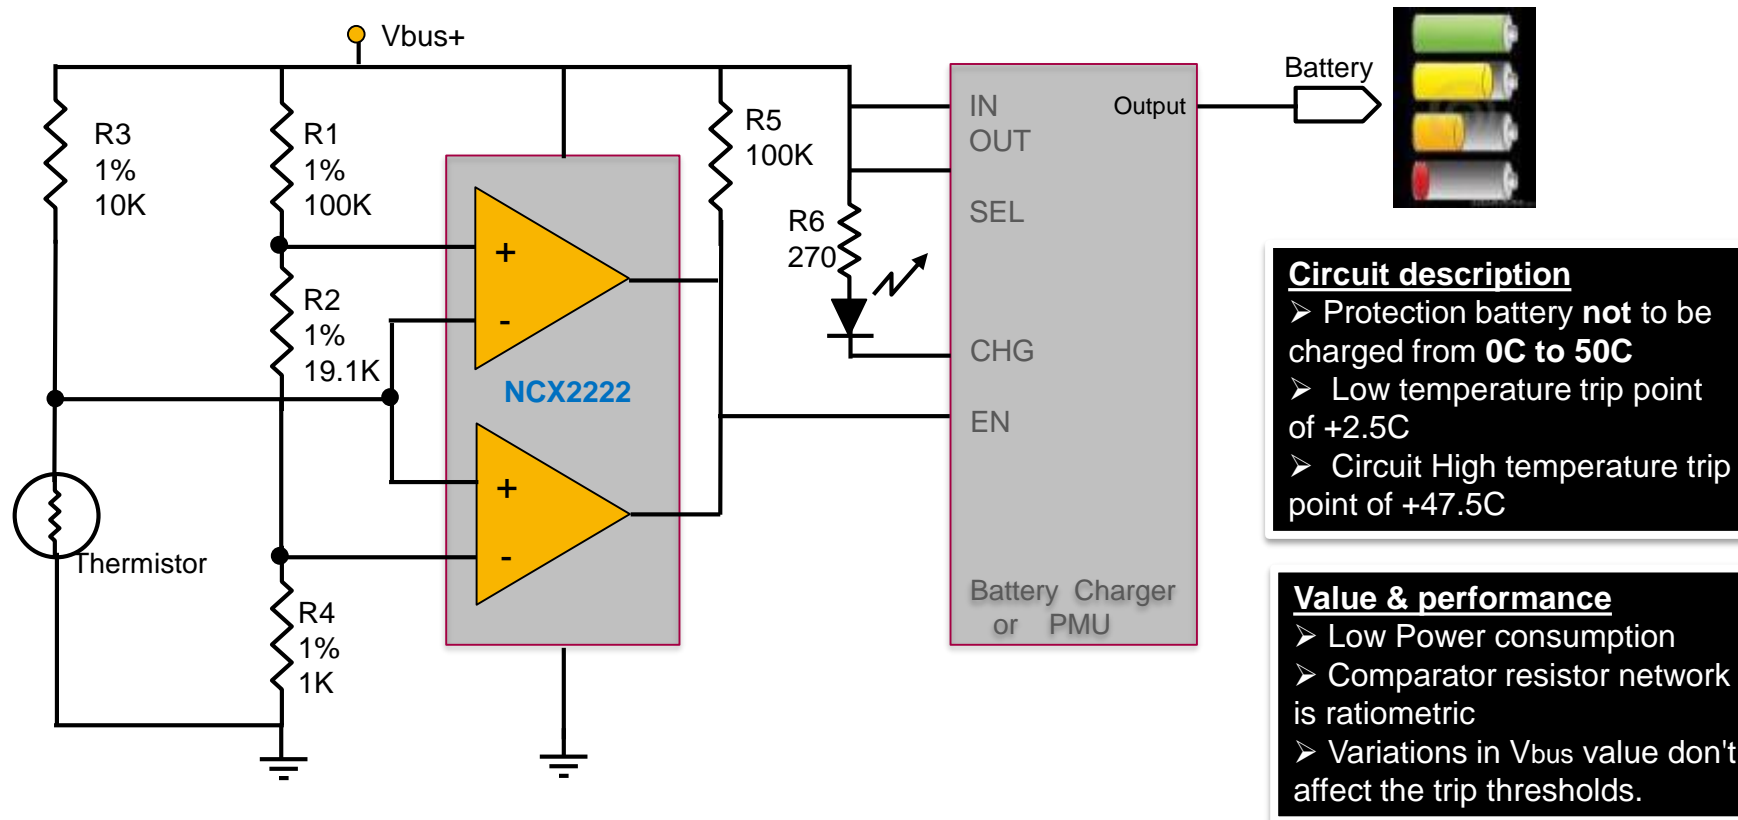 Vbus+
R3
1%
10K
R1
1%
100K
R2
1%
19.1K
R4
1%
1K
Thermistor
+
-
NCX2222
+
-
R5
100K
R6
270
IN
OUT
SEL
CHG
EN
Output
Battery Charger
or PMU
Battery
Circuit description
➢ Protection battery not to be
charged from 0C to 50C
➢ Low temperature trip point
of +2.5C
➢ Circuit High temperature trip
point of +47.5C
Value & performance
➢ Low Power consumption
➢ Comparator resistor network
is ratiometric
➢ Variations in Vbus value don't
affect the trip thresholds.